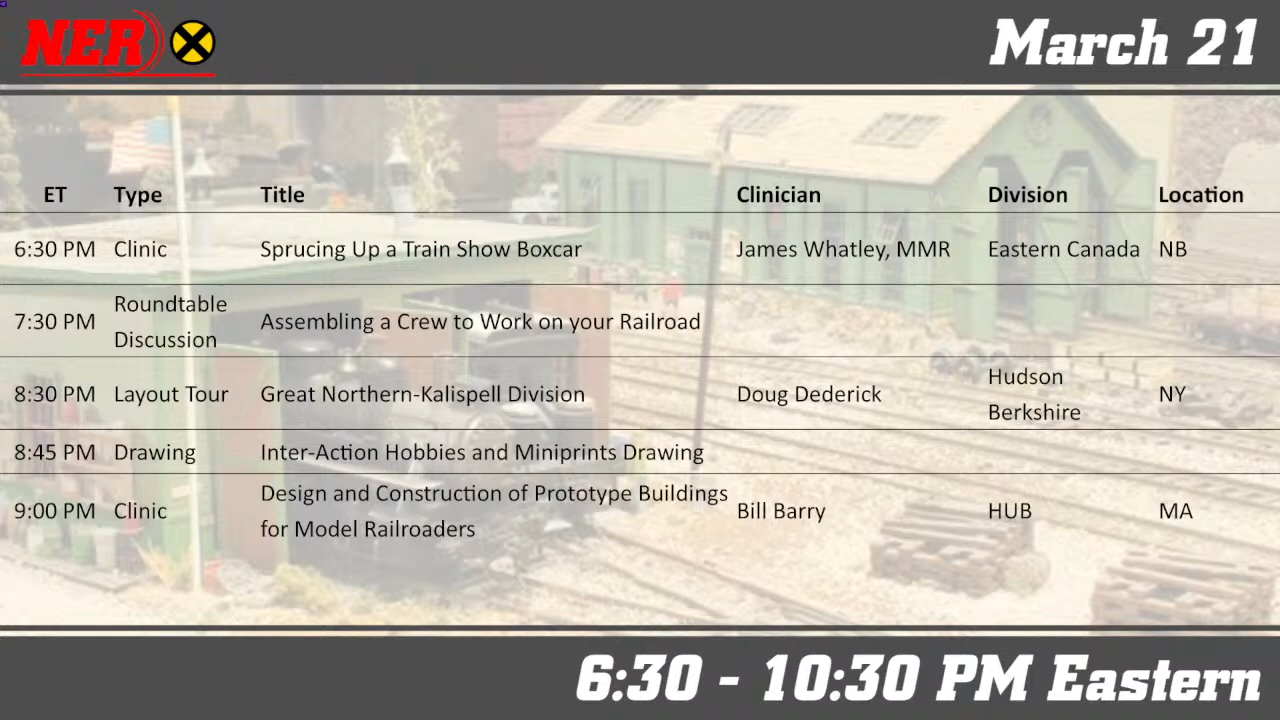 NER X
March 21
ET Type Title Clinician Division Location
6:30 PM Clinic Sprucing Up a Train Show Boxcar James Whatley, MMR Eastern Canada NB
7:30 PM Roundtable Discussion Assembling a Crew to Work on your Railroad
8:30 PM Layout Tour Great Northern-Kalispell Division Doug Dederick Hudson Berkshire NY
8:45 PM Drawing Inter-Action Hobbies and Miniprints Drawing
9:00 PM Clinic Design and Construction of Prototype Buildings for Model Railroaders Bill Barry HUB MA
6:30 - 10:30 PM Eastern